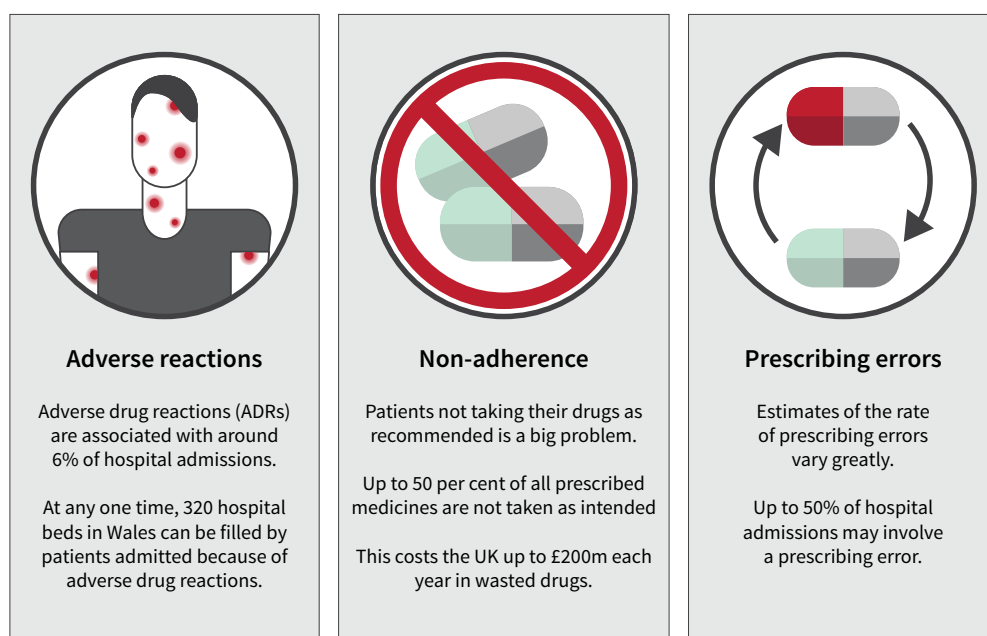 Adverse reactions
Adverse drug reactions (ADRs)
are associated with around
6% of hospital admissions.
At any one time, 320 hospital
beds in Wales can be filled by
patients admitted because of
adverse drug reactions.
Non-adherence
Patients not taking their drugs as
recommended is a big problem.
Up to 50 per cent of all prescribed
medicines are not taken as intended
This costs the UK up to £200m each
year in wasted drugs.
Prescribing errors
Estimates of the rate
of prescribing errors
vary greatly.
Up to 50% of hospital
admissions may involve
a prescribing error.